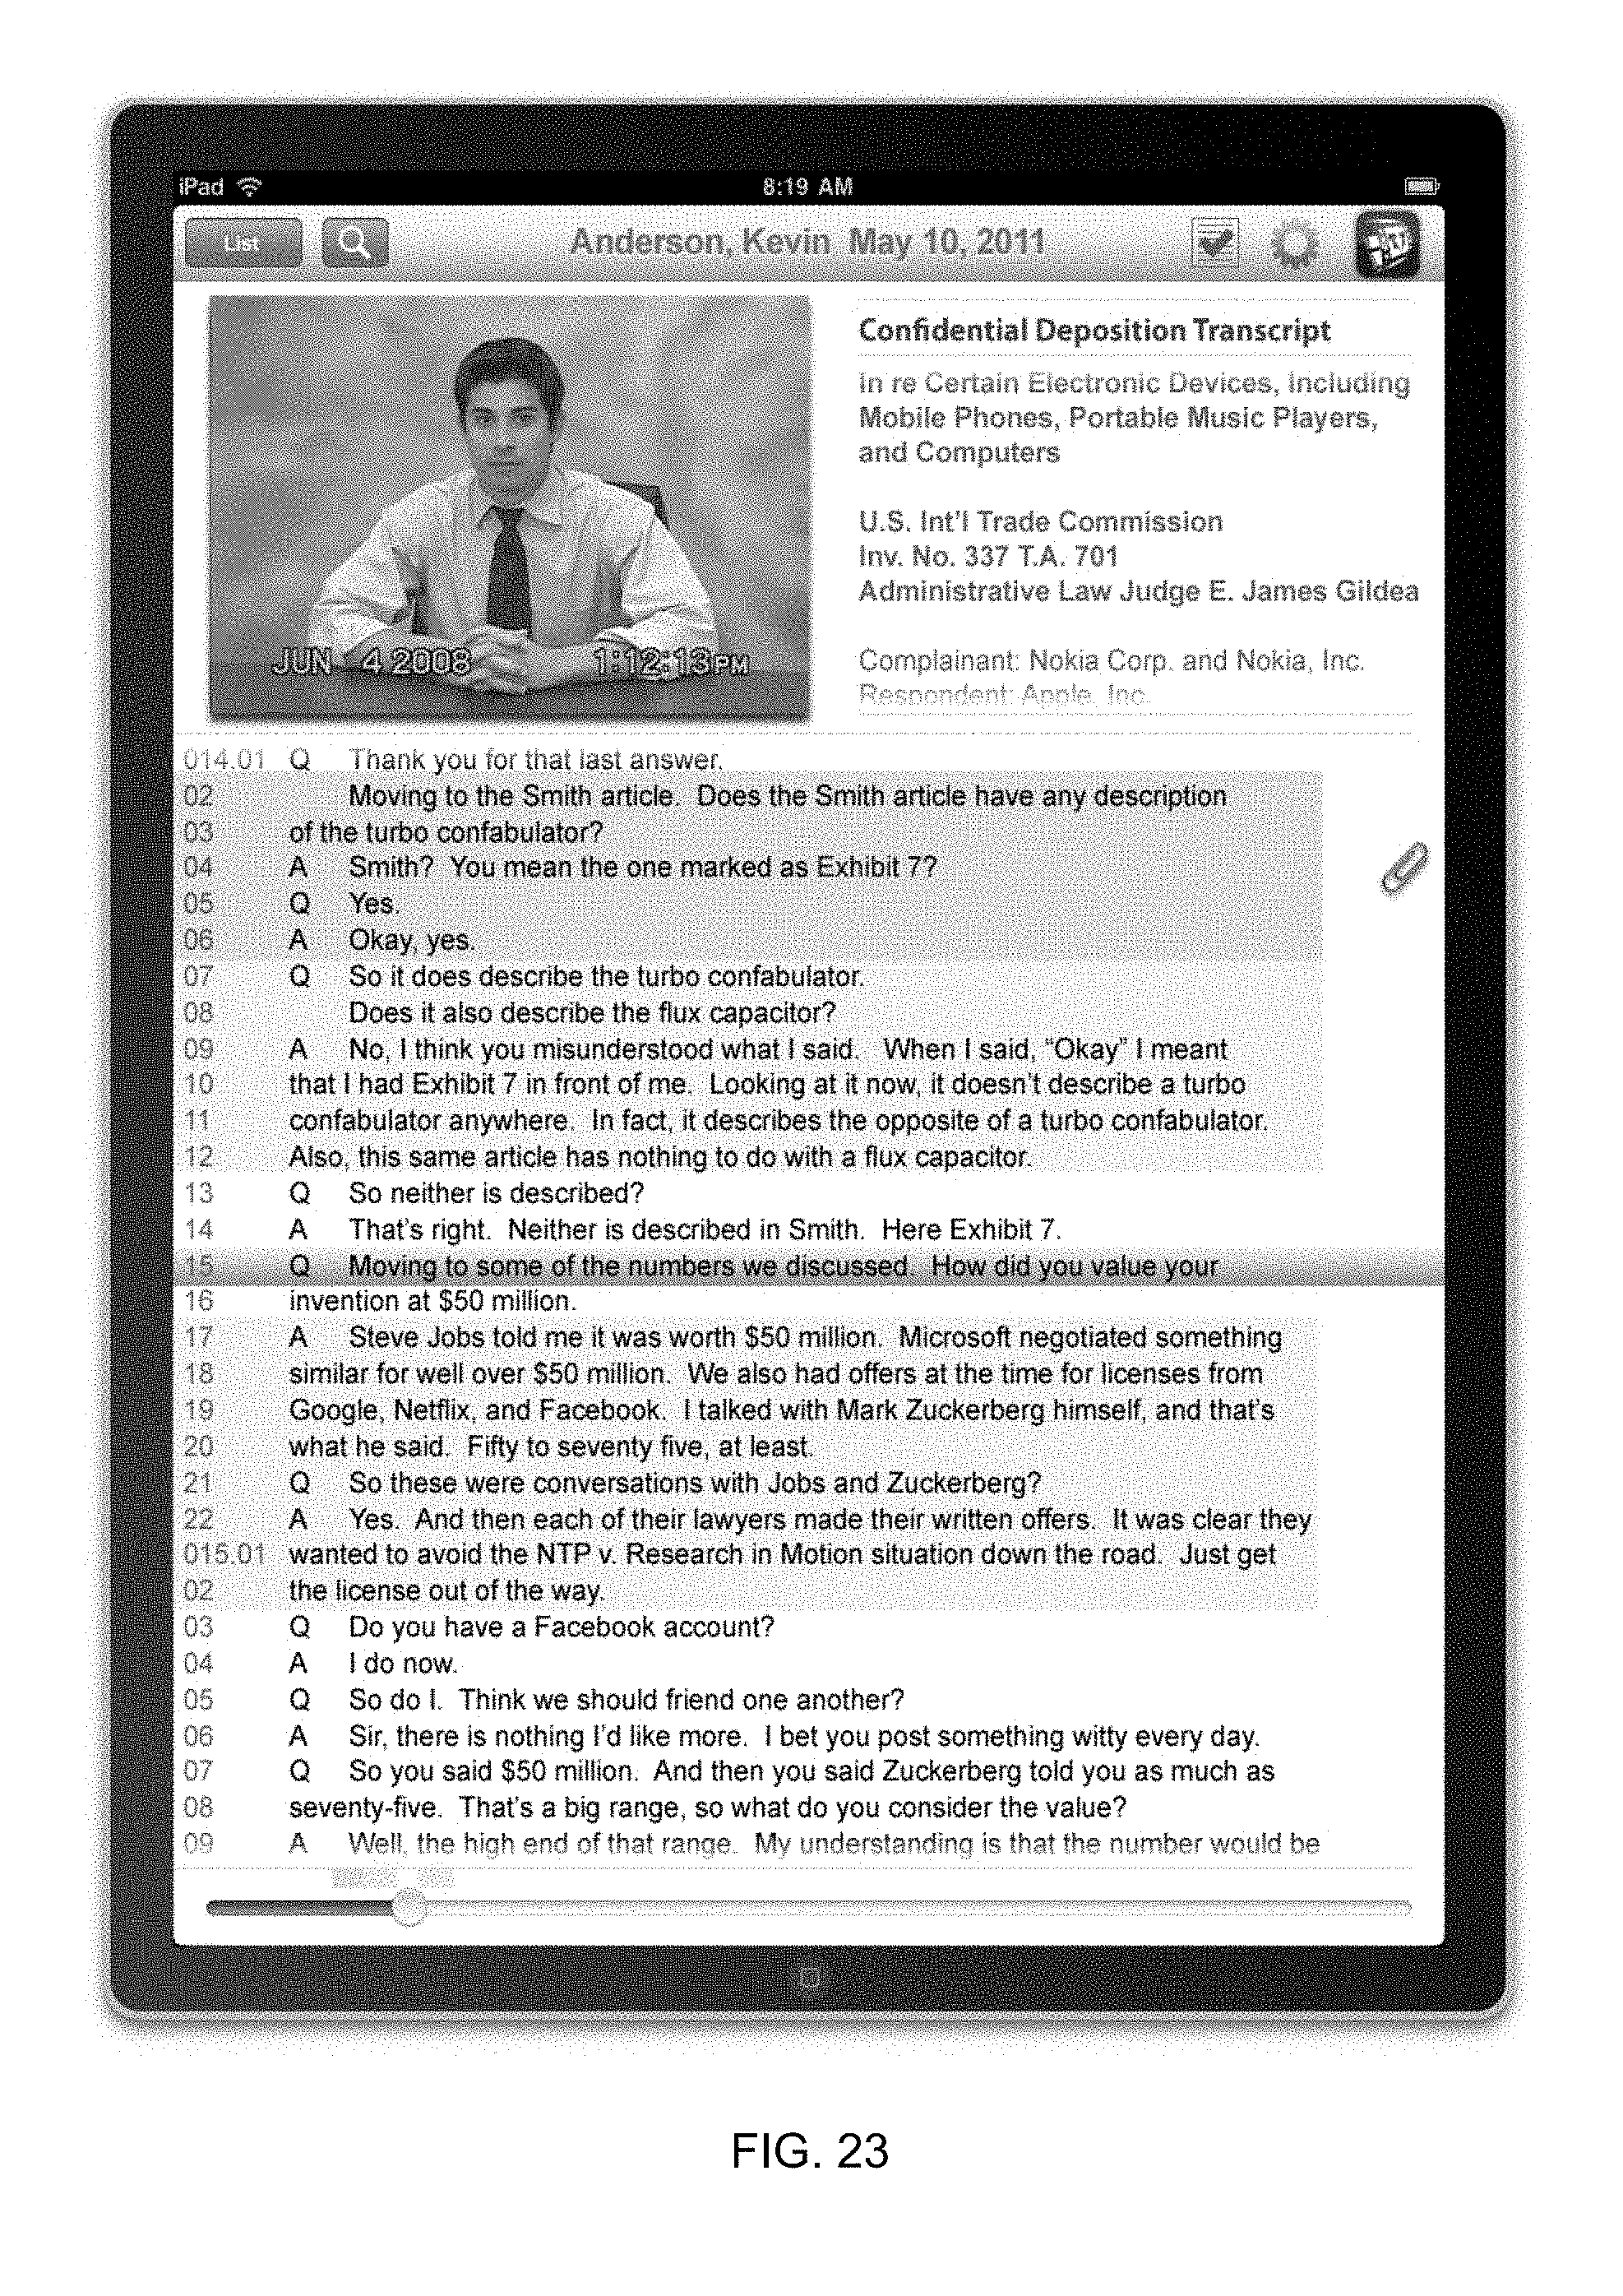 iPad 8:19 AM
List Anderson, Kevin May 10, 2011
JUN 4 2008 1:12:13 PM
Confidential Deposition Transcript
In re Certain Electronic Devices, Including
Mobile Phones, Portable Music Players,
and Computers
U.S. Int'l Trade Commission
Inv. No. 337 T.A. 701
Administrative Law Judge E. James Gildea
Complainant: Nokia Corp. and Nokia, Inc.
Respondent: Apple, Inc.
014.01 Q Thank you for that last answer.
02 Moving to the Smith article. Does the Smith article have any description
03 of the turbo confabulator?
04 A Smith? You mean the one marked as Exhibit 7?
05 Q Yes.
06 A Okay, yes.
07 Q So it does describe the turbo confabulator.
08 Does it also describe the flux capacitor?
09 A No, I think you misunderstood what I said. When I said, “Okay” I meant
10 that I had Exhibit 7 in front of me. Looking at it now, it doesn't describe a turbo
11 confabulator anywhere. In fact, it describes the opposite of a turbo confabulator.
12 Also, this same article has nothing to do with a flux capacitor.
13 Q So neither is described?
14 A That's right. Neither is described in Smith. Here Exhibit 7.
15 Q Moving to some of the numbers we discussed. How did you value your
16 invention at $50 million.
17 A Steve Jobs told me it was worth $50 million. Microsoft negotiated something
18 similar for well over $50 million. We also had offers at the time for licenses from
19 Google, Netflix, and Facebook. I talked with Mark Zuckerberg himself, and that's
20 what he said. Fifty to seventy five, at least.
21 Q So these were conversations with Jobs and Zuckerberg?
22 A Yes. And then each of their lawyers made their written offers. It was clear they
015.01 wanted to avoid the NTP v. Research in Motion situation down the road. Just get
02 the license out of the way.
03 Q Do you have a Facebook account?
04 A I do now.
05 Q So do I. Think we should friend one another?
06 A Sir, there is nothing I'd like more. I bet you post something witty every day.
07 Q So you said $50 million. And then you said Zuckerberg told you as much as
08 seventy-five. That's a big range, so what do you consider the value?
09 A Well, the high end of that range. My understanding is that the number would be
FIG. 23